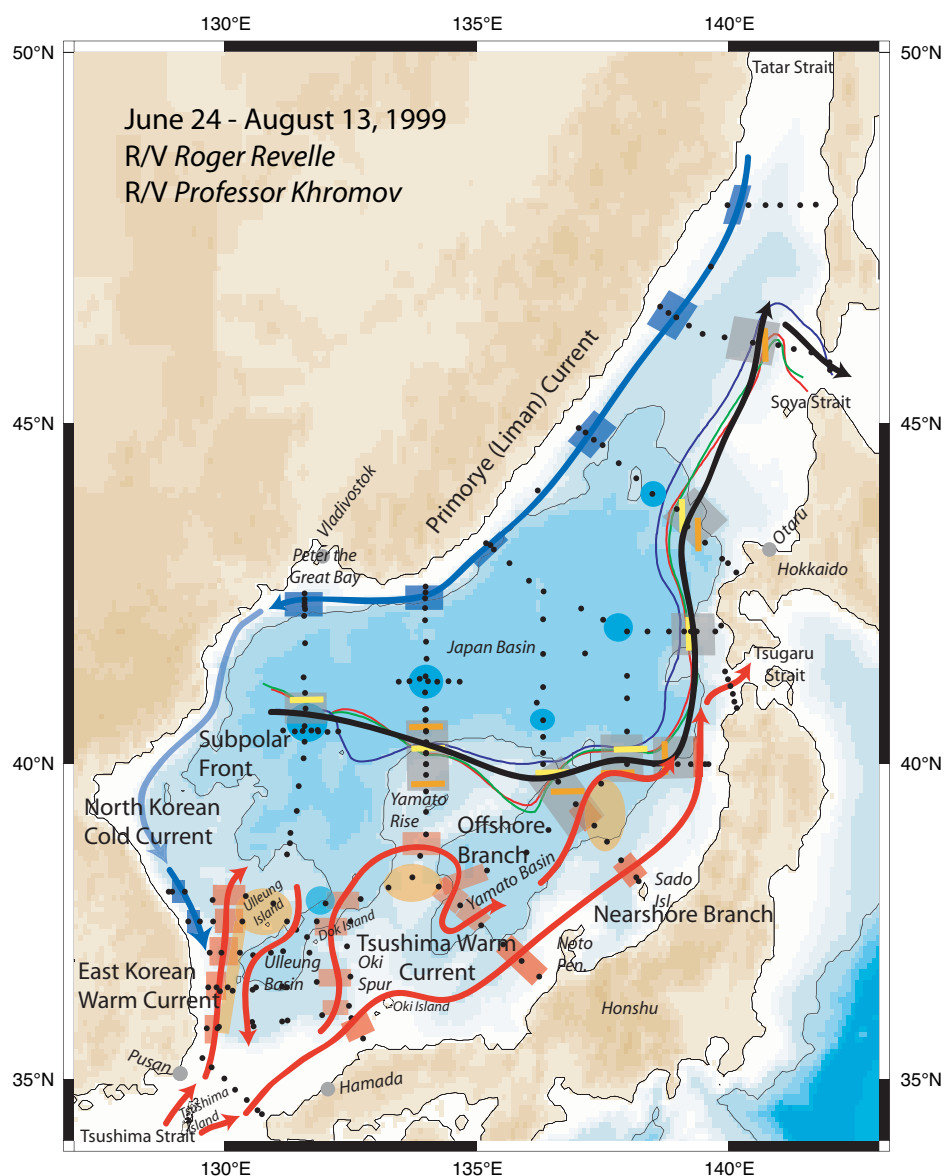 130°E
135°E
140°E
50°N
50°N
Tatar Strait
June 24 - August 13, 1999
R/V Roger Revelle
R/V Professor Khromov
Primorye (Liman) Current
Soya Strait
45°N
45°N
Vladivostok
Peter the
Great Bay
Otaru
Hokkaido
Japan Basin
Tsugaru
Strait
Subpolar
Front
40°N
40°N
Yamato
Rise
North Korean
Cold Current
Offshore
Branch
Yamato Basin
Sado
Isl.
Nearshore Branch
Ulleung
Island
Dok Island
Tsushima Warm
Current
Oki
Spur
Ulleung
Basin
Noto
Pen.
East Korean
Warm Current
Oki Island
Honshu
Pusan
Hamada
35°N
35°N
Tsushima
Island
Tsushima Strait
130°E
135°E
140°E